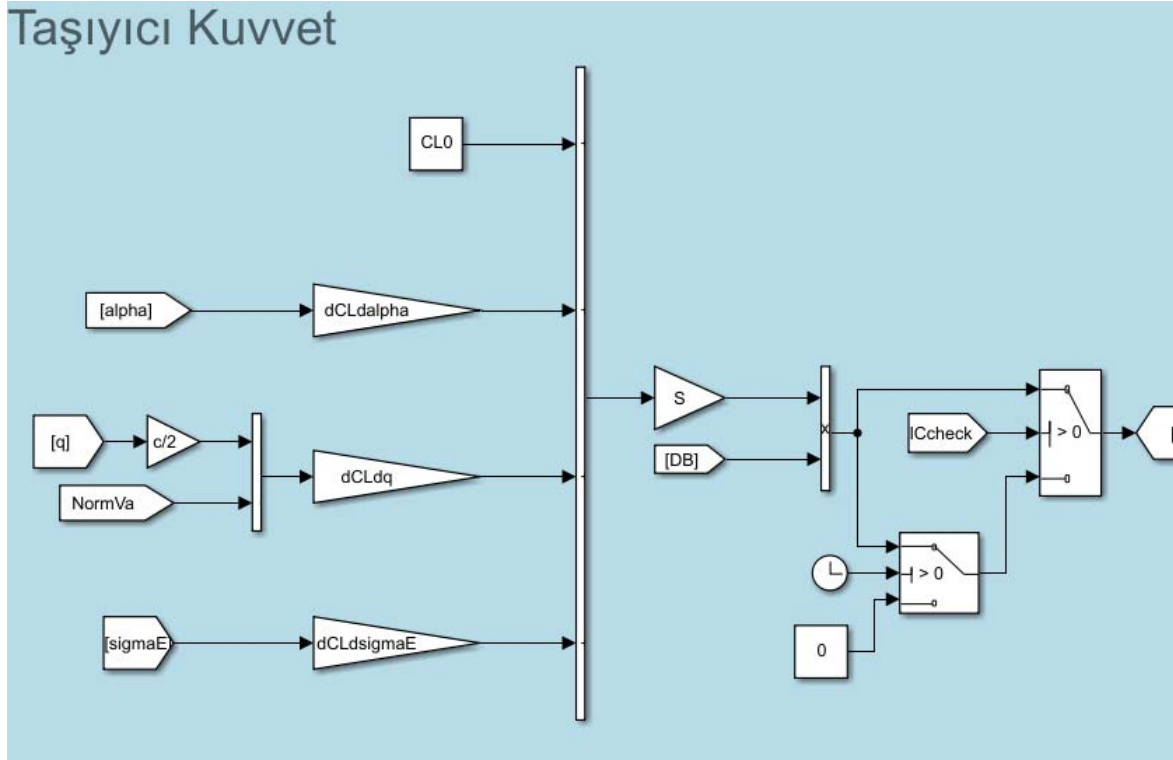 Taşıyıcı Kuvvet
CL0
[alpha]
dCLdalpha
[q]
c/2
NormVa
dCLdq
[sigmaE]
dCLdsigmaE
S
[DB]
x
ICcheck
> 0
> 0
0